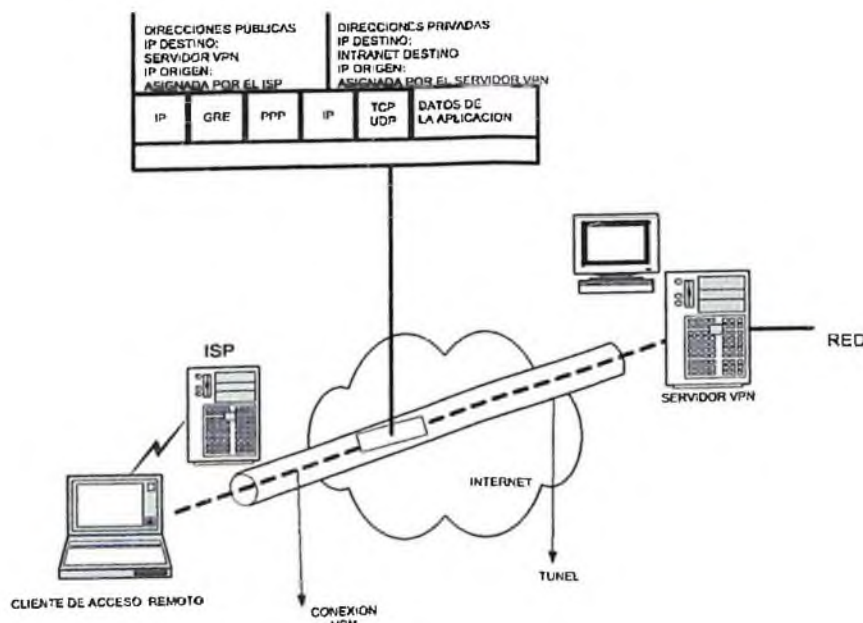 DIRECCIONES PÚBLICAS
IP DESTINO:
SERVIDOR VPN
IP ORIGEN:
ASIGNADA POR EL ISP
DIRECCIONES PRIVADAS
IP DESTINO:
INTRANET DESTINO
IP ORIGEN:
ASIGNADA POR EL SERVIDOR VPN
IP
GRE
PPP
IP
TCP
UDP
DATOS DE
LA APLICACION
ISP
RED
SERVIDOR VPN
INTERNET
TUNEL
CLIENTE DE ACCESO REMOTO
CONEXION